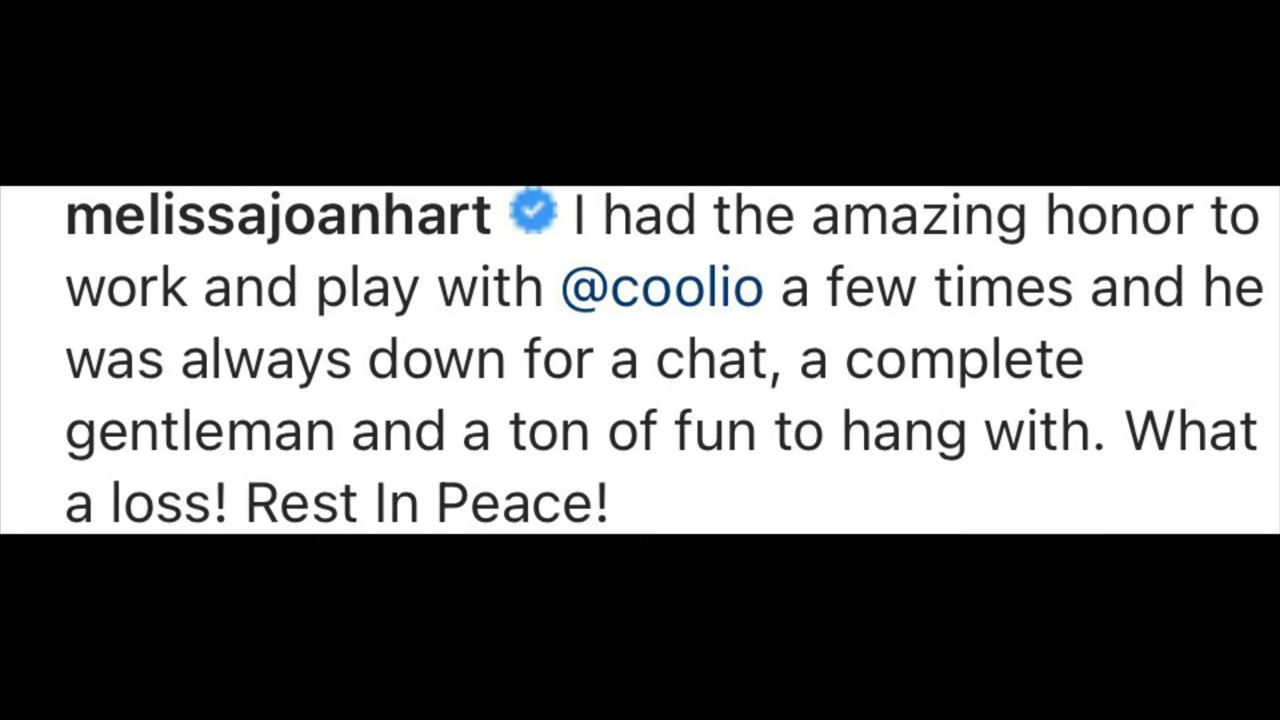 melissajoanhart I had the amazing honor to
work and play with @coolio a few times and he
was always down for a chat, a complete
gentleman and a ton of fun to hang with. What
a loss! Rest In Peace!